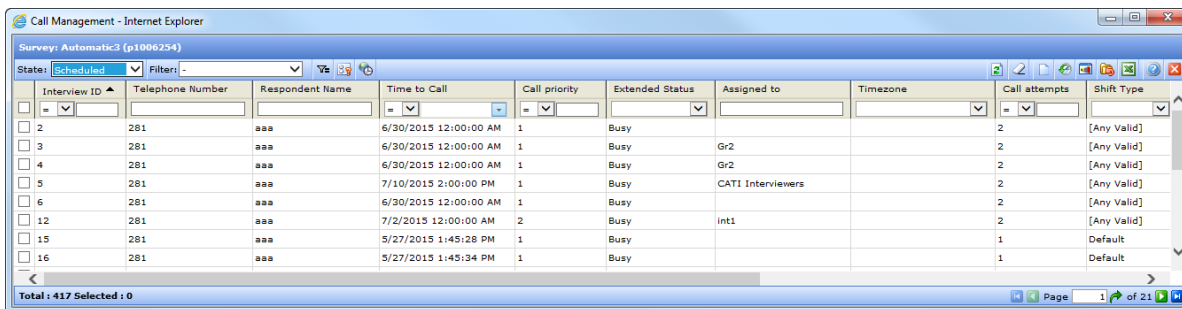 Call Management - Internet Explorer
Survey: Automatic3 (p1006254)
State: Scheduled Filter: -
Interview ID Telephone Number Respondent Name Time to Call Call priority Extended Status Assigned to Timezone Call attempts Shift Type
= = = =
2 281 aaa 6/30/2015 12:00:00 AM 1 Busy 2 [Any Valid]
3 281 aaa 6/30/2015 12:00:00 AM 1 Busy Gr2 2 [Any Valid]
4 281 aaa 6/30/2015 12:00:00 AM 1 Busy Gr2 2 [Any Valid]
5 281 aaa 7/10/2015 2:00:00 PM 1 Busy CATI Interviewers 2 [Any Valid]
6 281 aaa 6/30/2015 12:00:00 AM 1 Busy 2 [Any Valid]
12 281 aaa 7/2/2015 12:00:00 AM 2 Busy int1 2 [Any Valid]
15 281 aaa 5/27/2015 1:45:28 PM 1 Busy 1 Default
16 281 aaa 5/27/2015 1:45:34 PM 1 Busy 1 Default
Total : 417 Selected : 0 Page 1 of 21